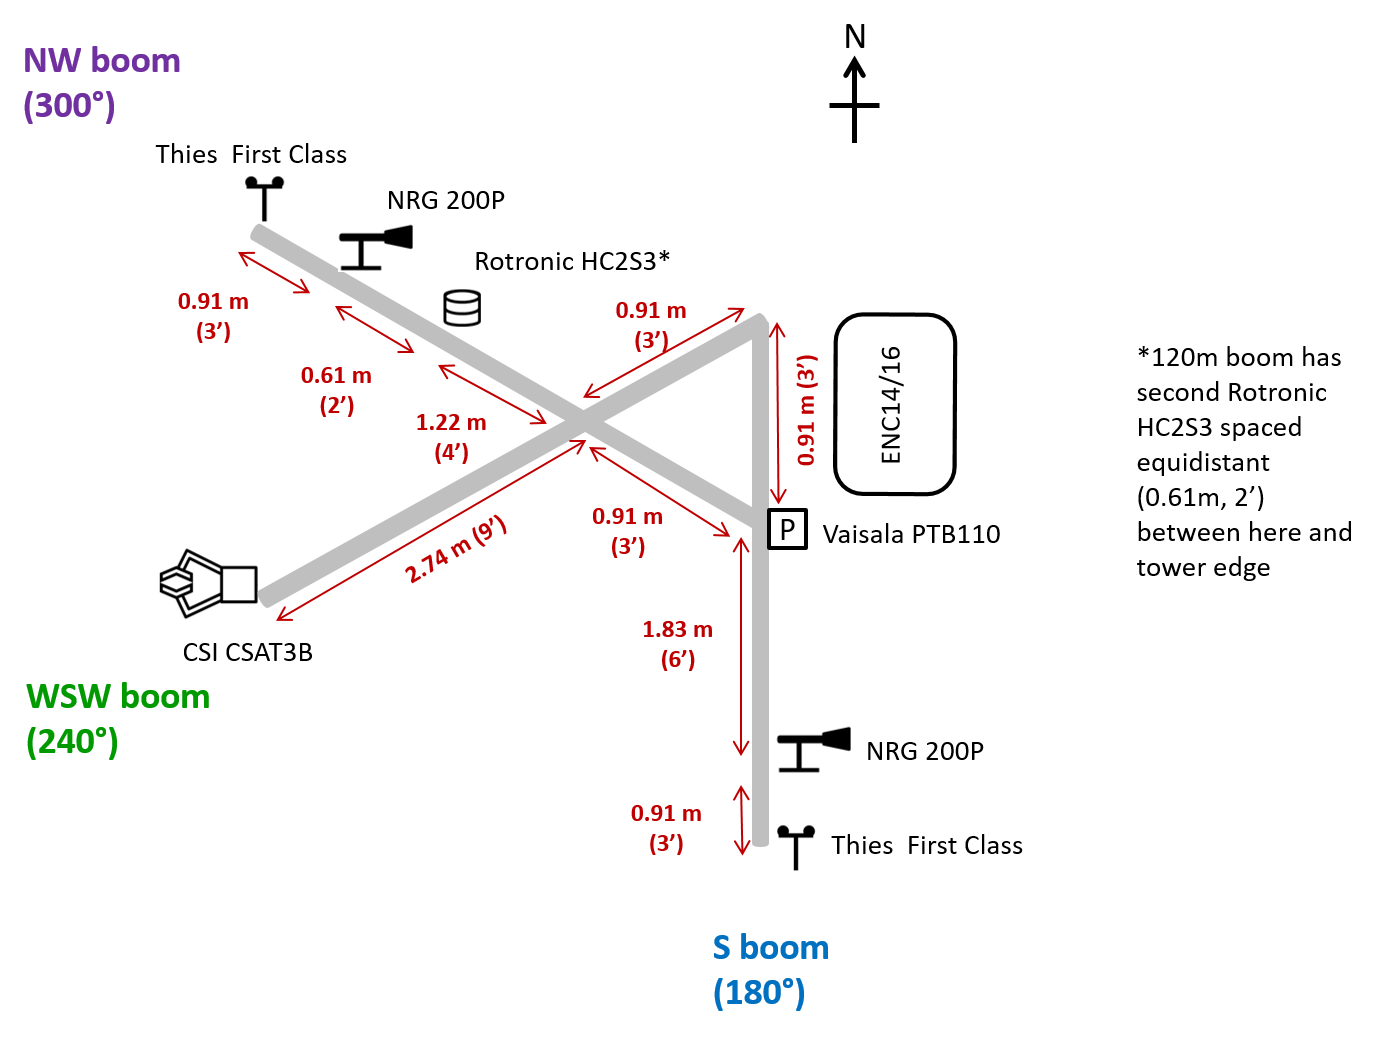 N
NW boom
(300°)
Thies  First Class
NRG 200P
Rotronic HC2S3*
0.91 m
(3’)
0.61 m
(2’)
1.22 m
(4’)
0.91 m
(3’)
0.91 m (3’)
ENC14/16
*120m boom has
second Rotronic
HC2S3 spaced
equidistant
(0.61m, 2’)
between here and
tower edge
2.74 m (9’)
0.91 m
(3’)
P
Vaisala PTB110
CSI CSAT3B
WSW boom
(240°)
1.83 m
(6’)
NRG 200P
0.91 m
(3’)
Thies  First Class
S boom
(180°)